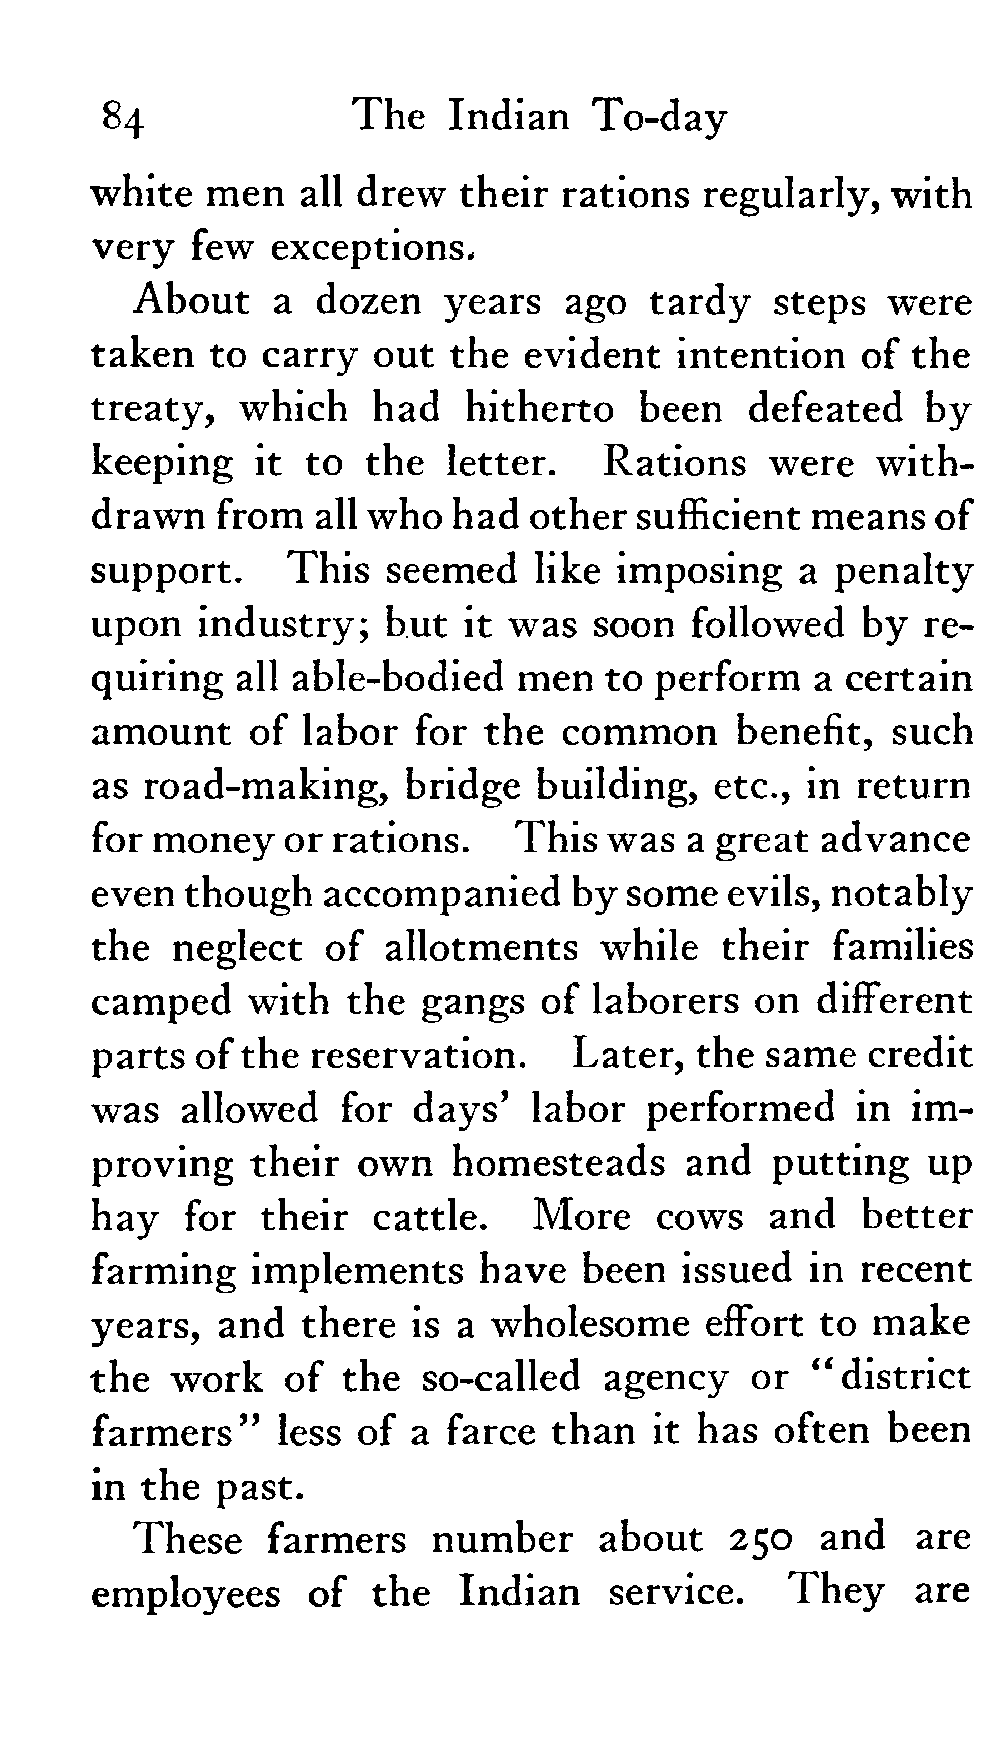 84 The Indian To-day
white men all drew their rations regularly, with
very few exceptions.
About a dozen years ago tardy steps were
taken to carry out the evident intention of the
treaty, which had hitherto been defeated by
keeping it to the letter. Rations were with-
drawn from all who had other sufficient means of
support. This seemed like imposing a penalty
upon industry; but it was soon followed by re-
quiring all able-bodied men to perform a certain
amount of labor for the common benefit, such
as road-making, bridge building, etc., in return
for money or rations. This was a great advance
even though accompanied by some evils, notably
the neglect of allotments while their families
camped with the gangs of laborers on different
parts of the reservation. Later, the same credit
was allowed for days' labor performed in im-
proving their own homesteads and putting up
hay for their cattle. More cows and better
farming implements have been issued in recent
years, and there is a wholesome effort to make
the work of the so-called agency or "district
farmers" less of a farce than it has often been
in the past.
These farmers number about 250 and are
employees of the Indian service. They are